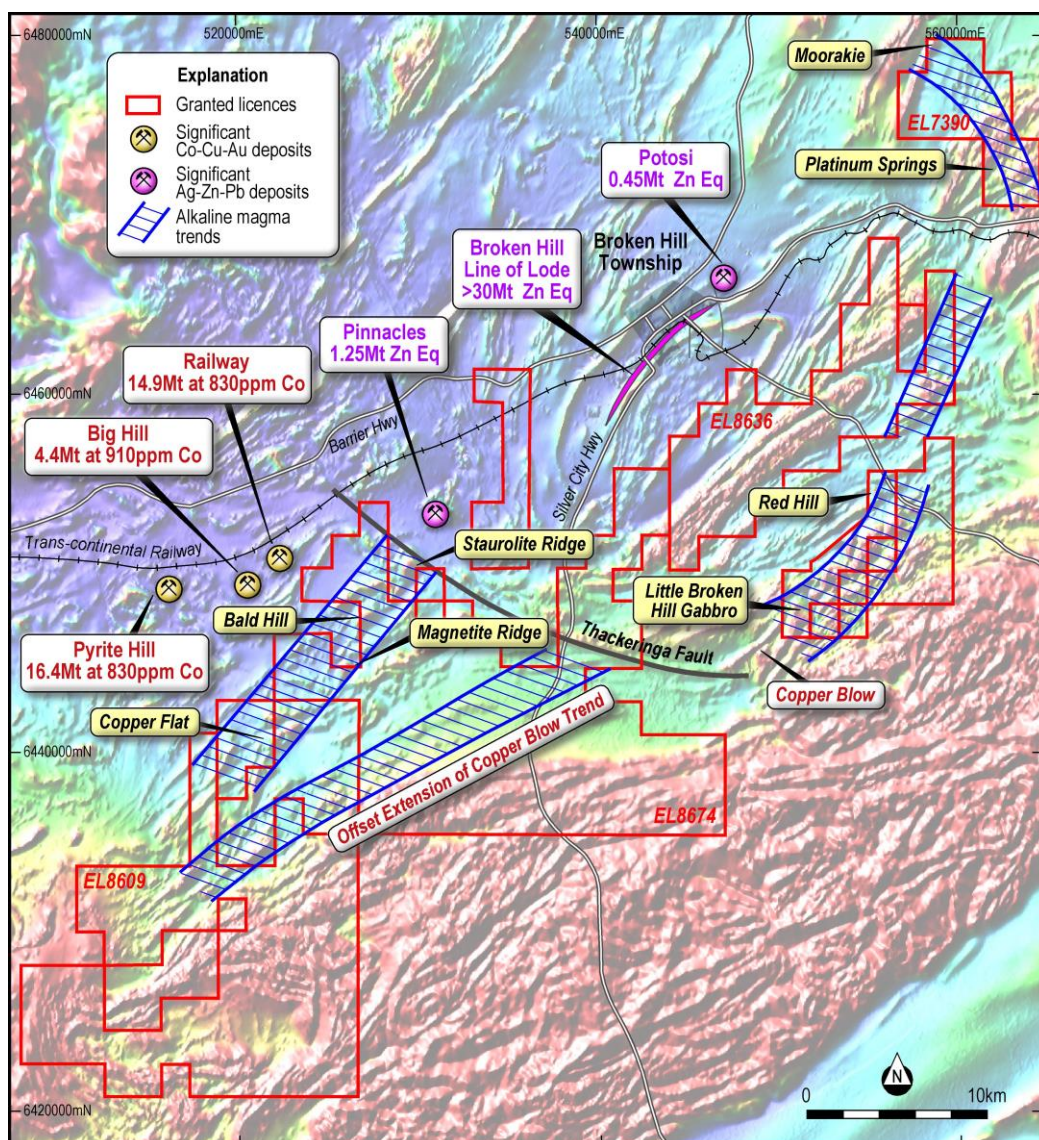 6480000mN
520000mE
540000mE
560000mE
Explanation
Granted licences
Significant
Co-Cu-Au deposits
Significant
Ag-Zn-Pb deposits
Alkaline magma
trends
Moorakie
EL7390
Platinum Springs
Potosi
0.45Mt Zn Eq
Broken Hill
Line of Lode
>30Mt Zn Eq
Broken Hill
Township
Pinnacles
1.25Mt Zn Eq
Railway
14.9Mt at 830ppm Co
Big Hill
4.4Mt at 910ppm Co
6460000mN
Barrier Hwy
Silver City Hwy
EL8636
Red Hill
Trans-continental Railway
Staurolite Ridge
Little Broken
Hill Gabbro
Bald Hill
Magnetite Ridge
Thackeringa Fault
Pyrite Hill
16.4Mt at 830ppm Co
Copper Blow
Copper Flat
6440000mN
Offset Extension of Copper Blow Trend
EL8674
EL8609
6420000mN
N
0
10km